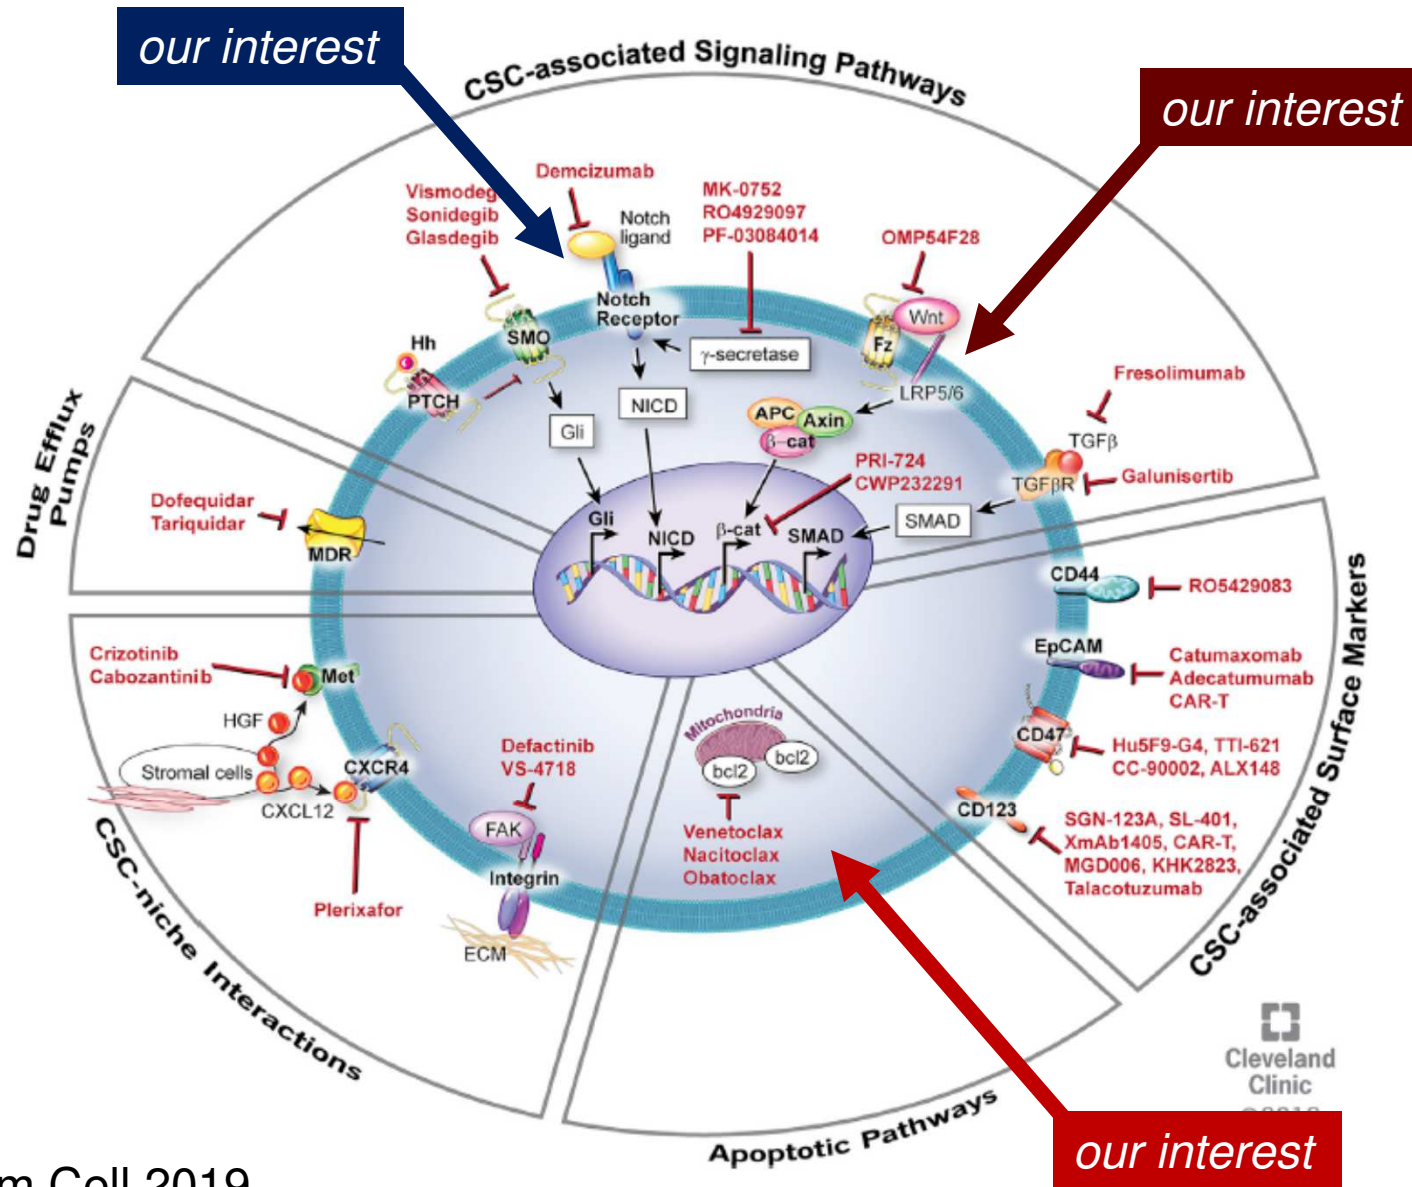 our interest
CSC-associated Signaling Pathways
our interest
Demcizumab
Vismodeg
Sonidegib
Glasdegib
Notch
ligand
MK-0752
RO4929097
PF-03084014
OMP54F28
Notch
Receptor
Wnt
SMO
Fz
Hh
γ-secretase
PTCH
LRP5/6
NICD
APC
Axin
β-cat
Gli
Fresolimumab
TGFβ
TGFβR
Galunisertib
PRI-724
CWP232291
SMAD
Gli
NICD
β-cat
SMAD
Drug Efflux
Pumps
Dofequidar
Tariquidar
MDR
CD44
RO5429083
EpCAM
Catumaxomab
Adecatumumab
CAR-T
CD47
Hu5F9-G4, TTI-621
CC-90002, ALX148
CD123
SGN-123A, SL-401,
XmAb1405, CAR-T,
MGD006, KHK2823,
Talacotuzumab
CSC-associated Surface Markers
Crizotinib
Cabozantinib
Met
HGF
Stromal cells
CXCR4
CXCL12
Plerixafor
Defactinib
VS-4718
FAK
Integrin
ECM
CSC-niche Interactions
Mitochondria
bcl2
bcl2
Venetoclax
Nacitoclax
Obatoclax
Apoptotic Pathways
Cleveland
Clinic
our interest
m Cell 2019